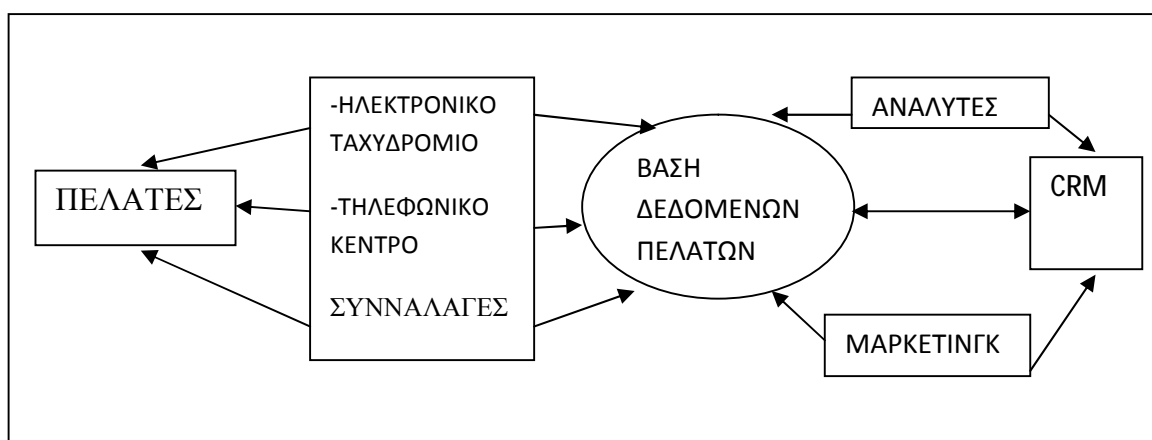 ΠΕΛΑΤΕΣ
-ΗΛΕΚΤΡΟΝΙΚΟ
ΤΑΧΥΔΡΟΜΙΟ
-ΤΗΛΕΦΩΝΙΚΟ
ΚΕΝΤΡΟ
ΣΥΝΝΑΛΑΓΕΣ
ΒΑΣΗ
ΔΕΔΟΜΕΝΩΝ
ΠΕΛΑΤΩΝ
ΑΝΑΛΥΤΕΣ
CRM
ΜΑΡΚΕΤΙΝΓΚ